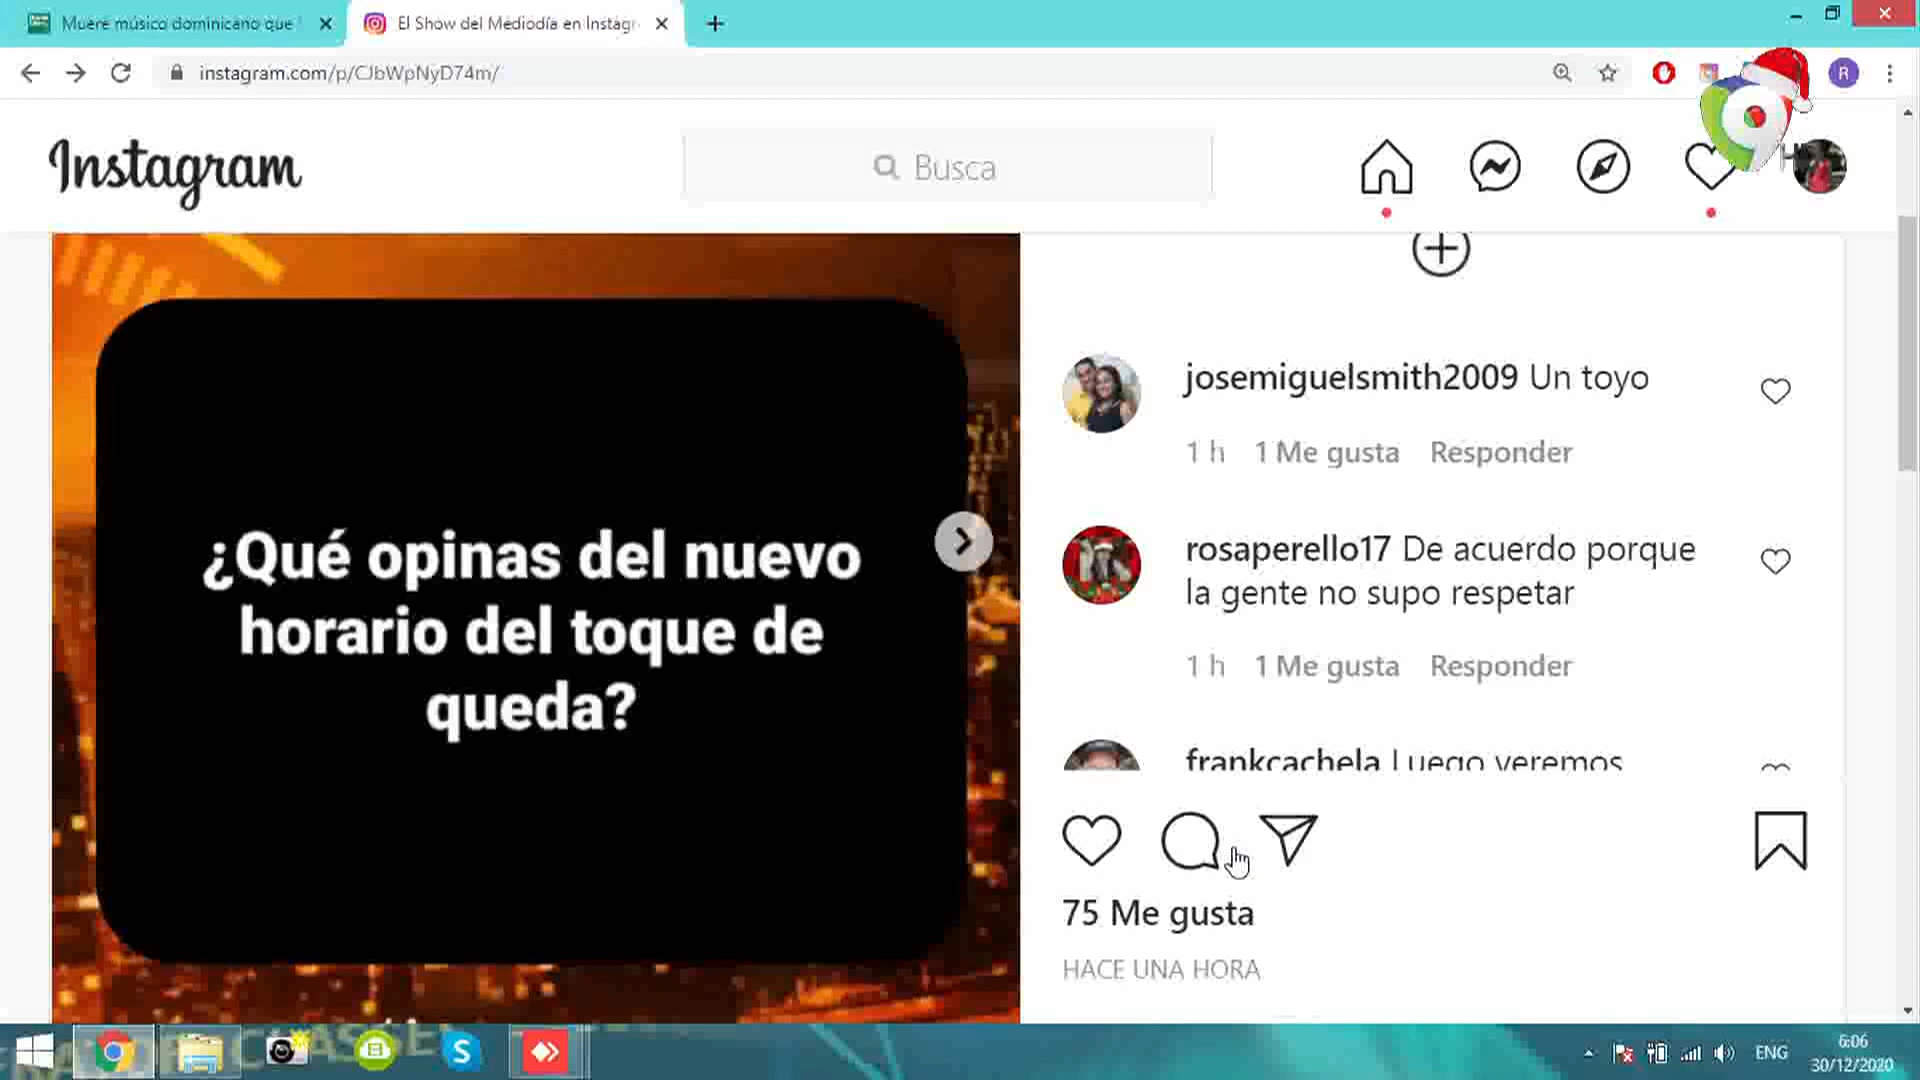 Muere músico dominicano que
El Show del Mediodía en Instagr
instagram.com/p/CJbWpNyD74m/
R
Instagram
Busca
¿Qué opinas del nuevo
horario del toque de
queda?
josemiguelsmith2009 Un toyo
1 h 1 Me gusta Responder
rosaperello17 De acuerdo porque
la gente no supo respetar
1 h 1 Me gusta Responder
frankcachela Luego veremos
75 Me gusta
HACE UNA HORA
ENG
6:06
30/12/2020